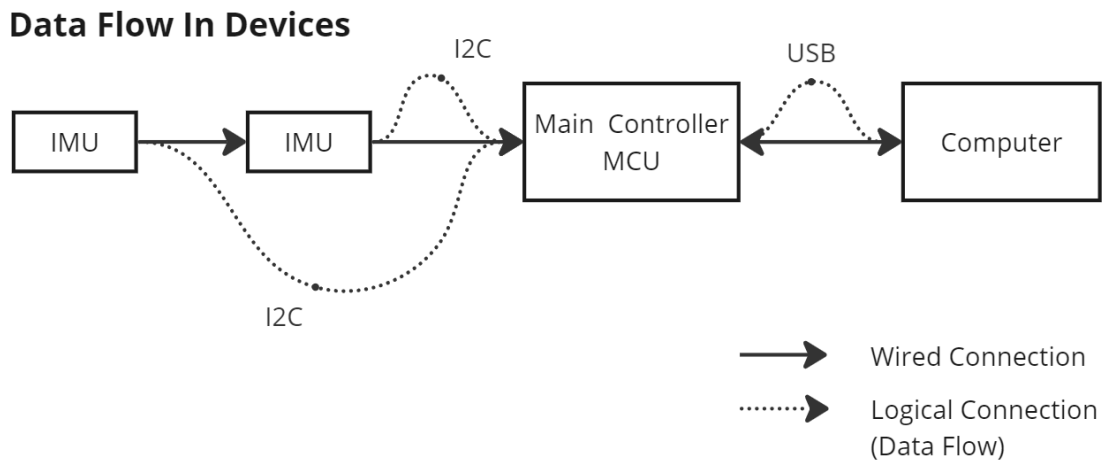 Data Flow In Devices
I2C
USB
IMU
IMU
Main Controller
MCU
Computer
I2C
Wired Connection
Logical Connection
(Data Flow)